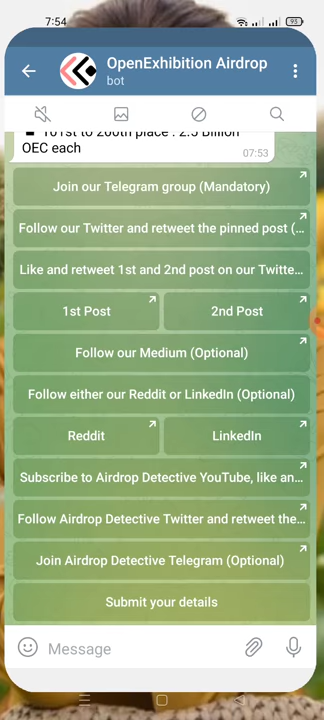 7:54
93
OpenExhibition Airdrop
bot
101st to 200th place : 2.5 Billion
OEC each
07:53
Join our Telegram group (Mandatory)
Follow our Twitter and retweet the pinned post (...
Like and retweet 1st and 2nd post on our Twitte...
1st Post
2nd Post
Follow our Medium (Optional)
Follow either our Reddit or LinkedIn (Optional)
Reddit
LinkedIn
Subscribe to Airdrop Detective YouTube, like an...
Follow Airdrop Detective Twitter and retweet the...
Join Airdrop Detective Telegram (Optional)
Submit your details
Message